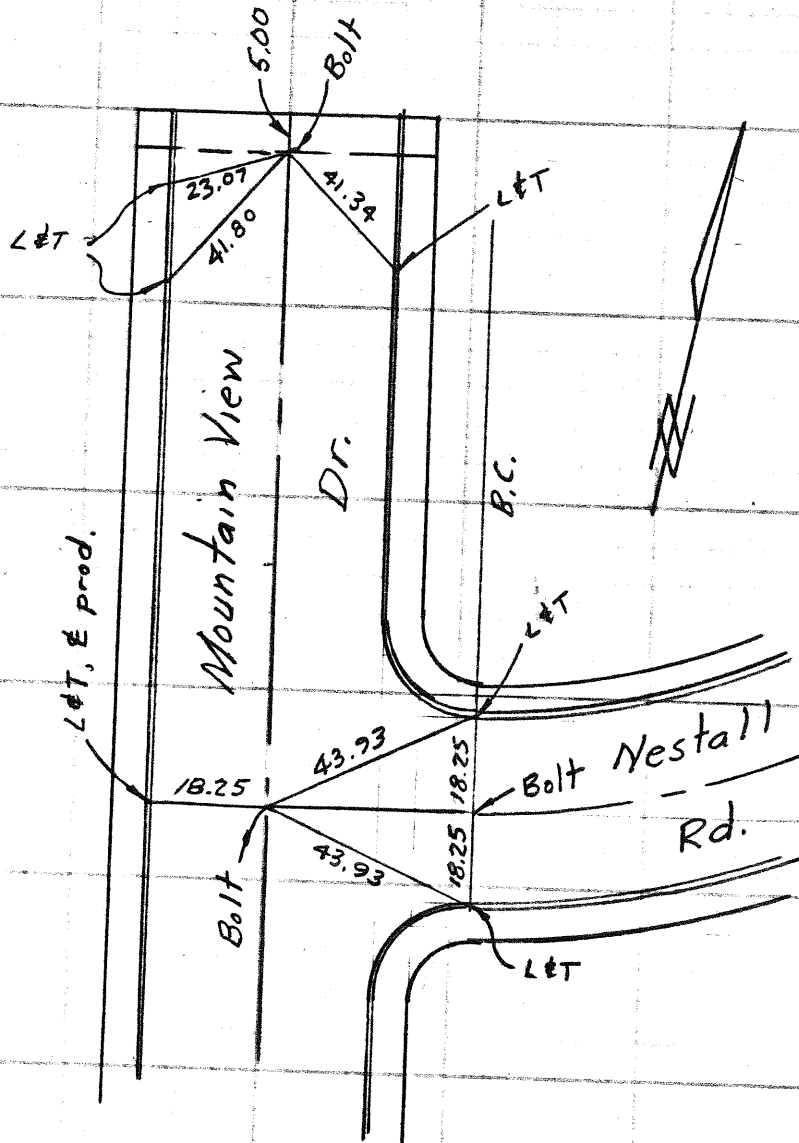 5.00
Bolt
23.07
41.80
41.34
L&T
L&T
Mountain View
Dr.
B.C.
L&T, ⅊ prod.
L&T
18.25
43.93
18.25
Bolt
Nestall
Rd.
43.93
18.25
Bolt
L&T